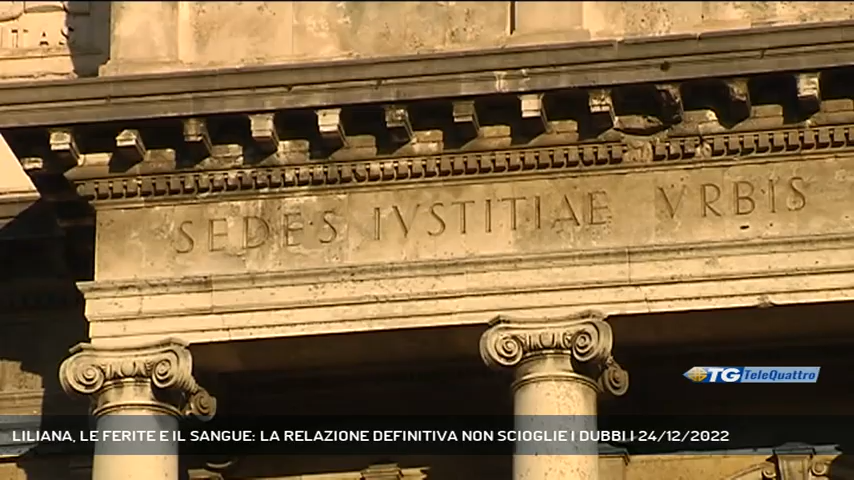 ITAS
SEDES IVSTITIAE VRBIS
TG TeleQuattro
LILIANA, LE FERITE E IL SANGUE: LA RELAZIONE DEFINITIVA NON SCIOGLIE I DUBBI | 24/12/2022